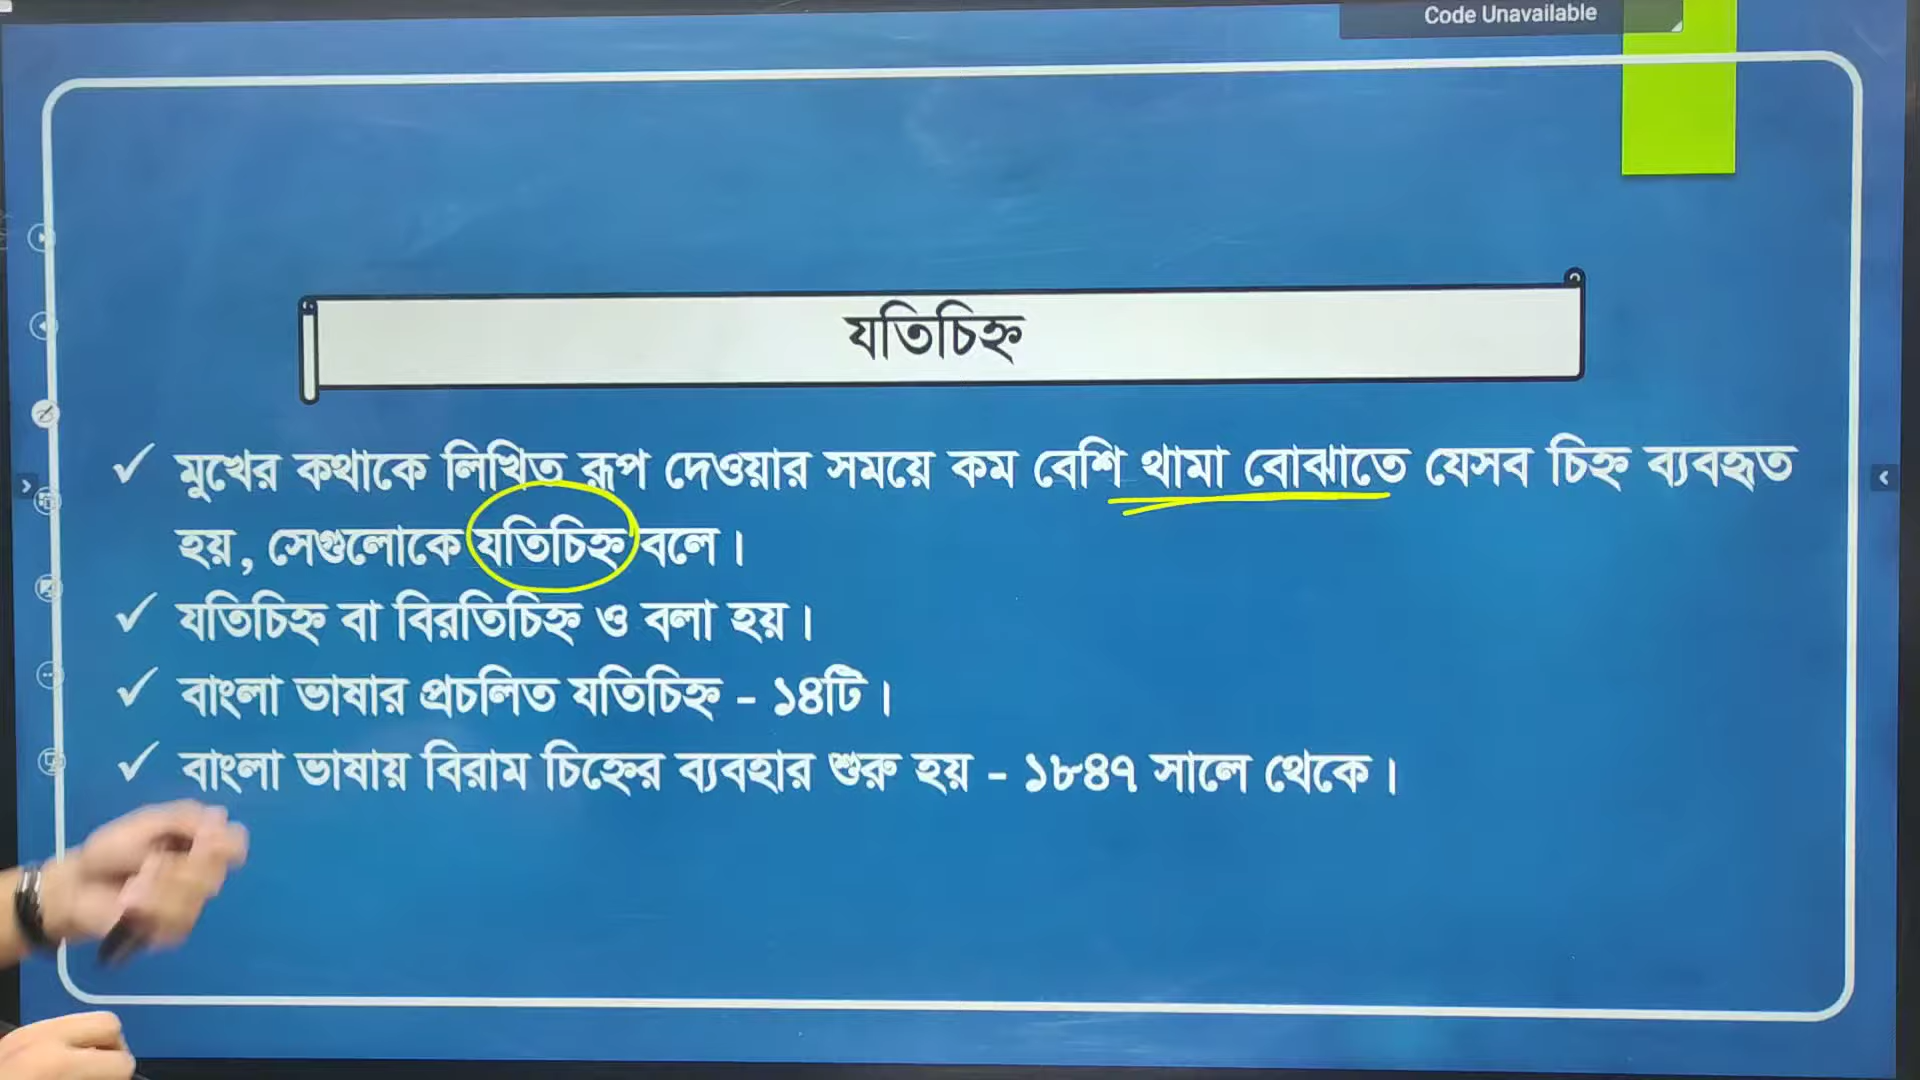 Code Unavailable
যতিচিহ্ন
✓ মুখের কথাকে লিখিত রূপ দেওয়ার সময়ে কম বেশি থামা বোঝাতে যেসব চিহ্ন ব্যবহৃত
হয়, সেগুলোকে যতিচিহ্ন বলে।
✓ যতিচিহ্ন বা বিরতিচিহ্ন ও বলা হয়।
✓ বাংলা ভাষার প্রচলিত যতিচিহ্ন - ১৪টি।
✓ বাংলা ভাষায় বিরাম চিহ্নের ব্যবহার শুরু হয় - ১৮৪৭ সালে থেকে।